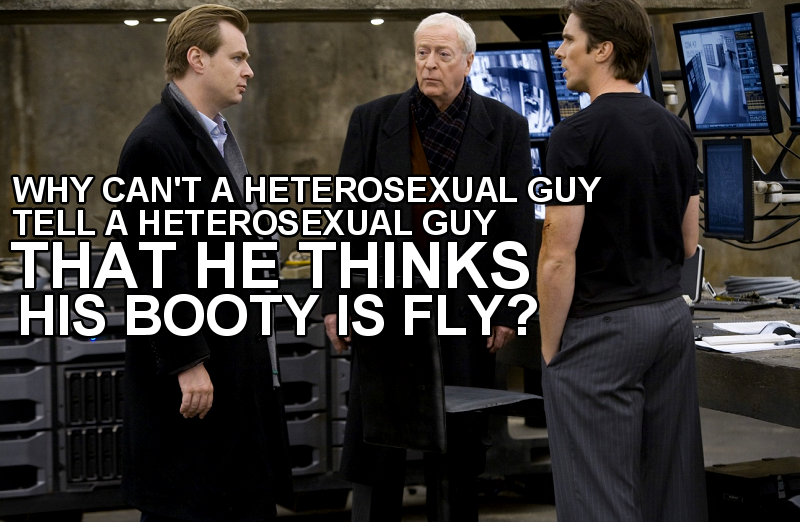 WHY CAN'T A HETEROSEXUAL GUY
TELL A HETEROSEXUAL GUY
THAT HE THINKS
HIS BOOTY IS FLY?